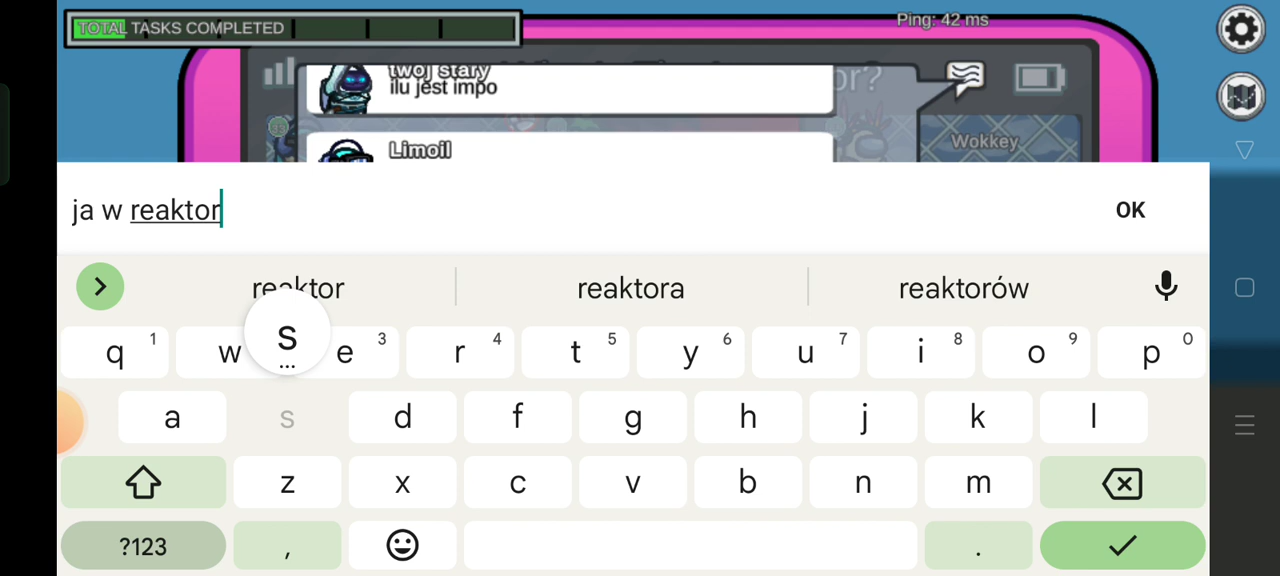 TOTAL TASKS COMPLETED
Ping: 42 ms
or?
twoj stary
ilu jest impo
Wokkey
Limoil
ja w reaktor
OK
reaktor
reaktora
reaktorów
s
...
q 1 w e 3 r 4 t 5 y 6 u 7 i 8 o 9 p 0
a s d f g h j k l
z x c v b n m
?123 , .